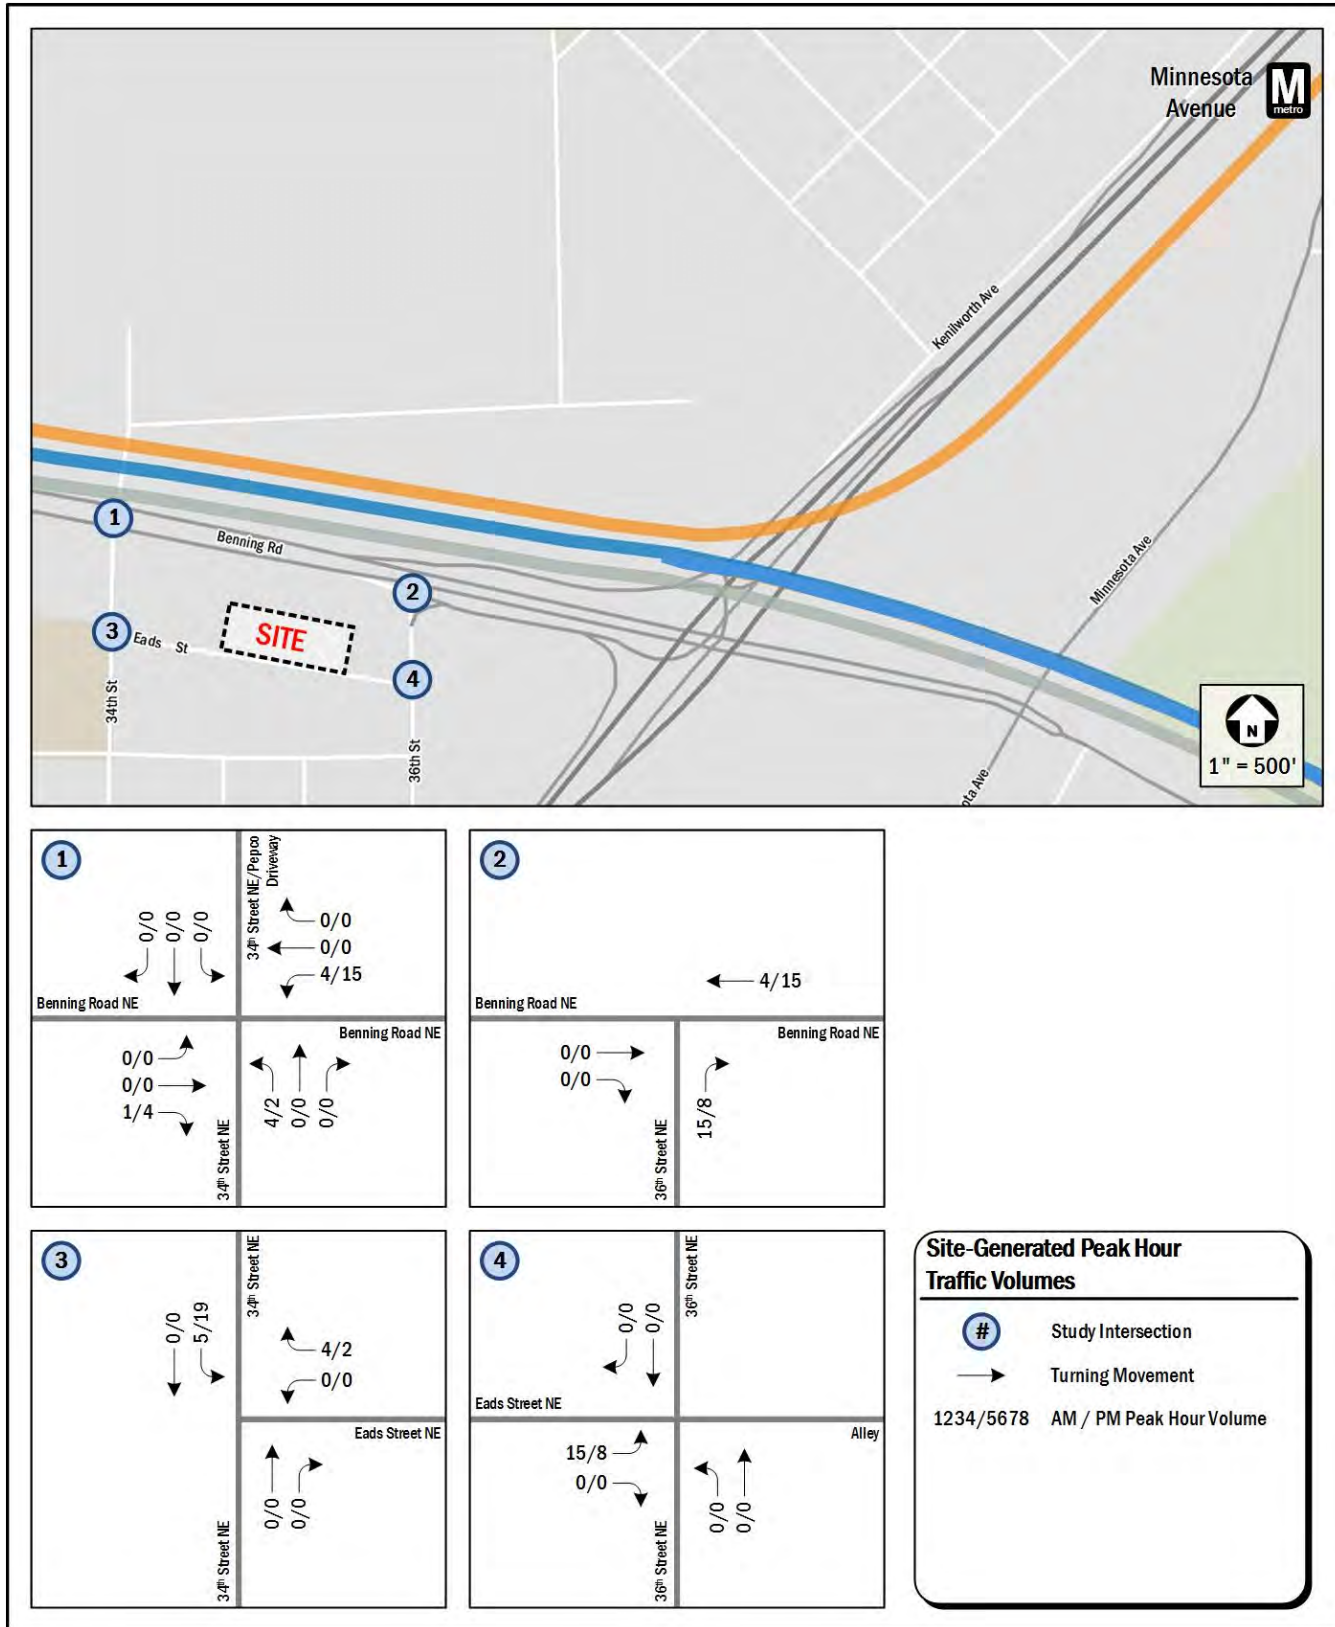 Minnesota
Avenue
M
metro
Kenilworth Ave
1
Benning Rd
2
Minnesota Ave
3
Eads St
SITE
4
34th St
36th St
ota Ave
N
1" = 500'
1
34th Street NE/Pepco
Driveway
0/0
0/0
0/0
0/0
0/0
4/15
Benning Road NE
Benning Road NE
0/0
0/0
1/4
4/2
0/0
0/0
34th Street NE
2
4/15
Benning Road NE
Benning Road NE
0/0
0/0
15/8
36th Street NE
3
34th Street NE
0/0
5/19
4/2
0/0
Eads Street NE
0/0
0/0
34th Street NE
4
36th Street NE
0/0
0/0
Eads Street NE
Alley
15/8
0/0
0/0
0/0
36th Street NE
Site-Generated Peak Hour
Traffic Volumes
# Study Intersection
Turning Movement
1234/5678 AM / PM Peak Hour Volume